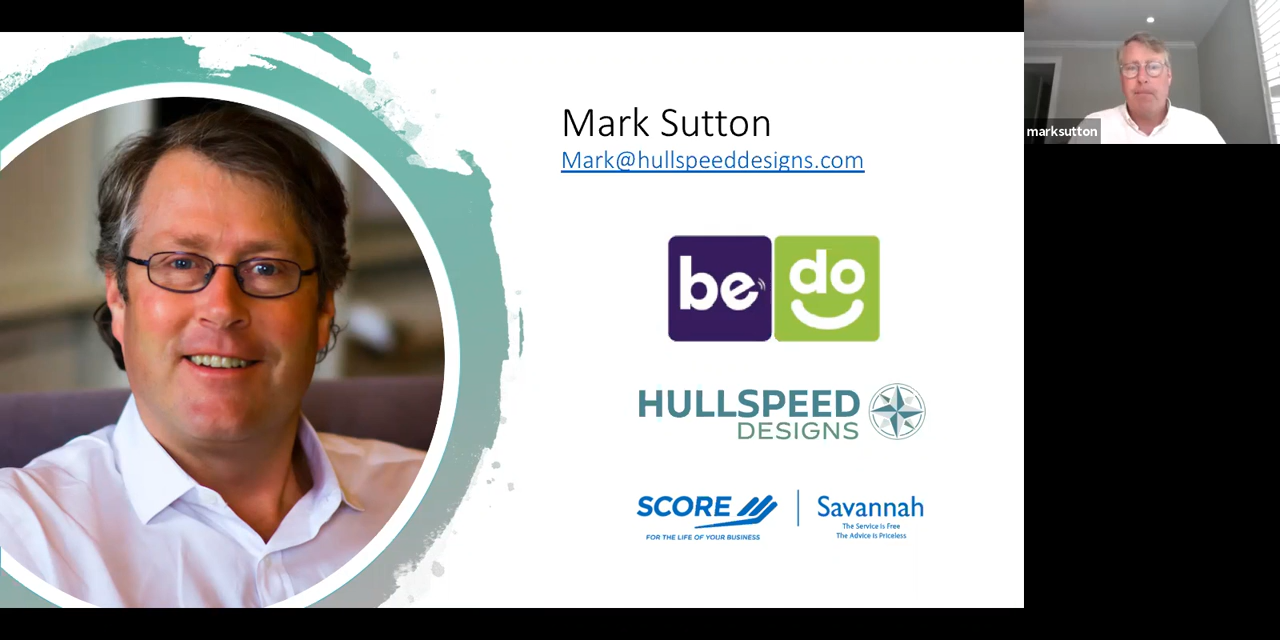 Mark Sutton
Mark@hullspeeddesigns.com
be do
HULLSPEED
DESIGNS
SCORE
FOR THE LIFE OF YOUR BUSINESS
Savannah
The Service Is Free
The Advice Is Priceless
marksutton